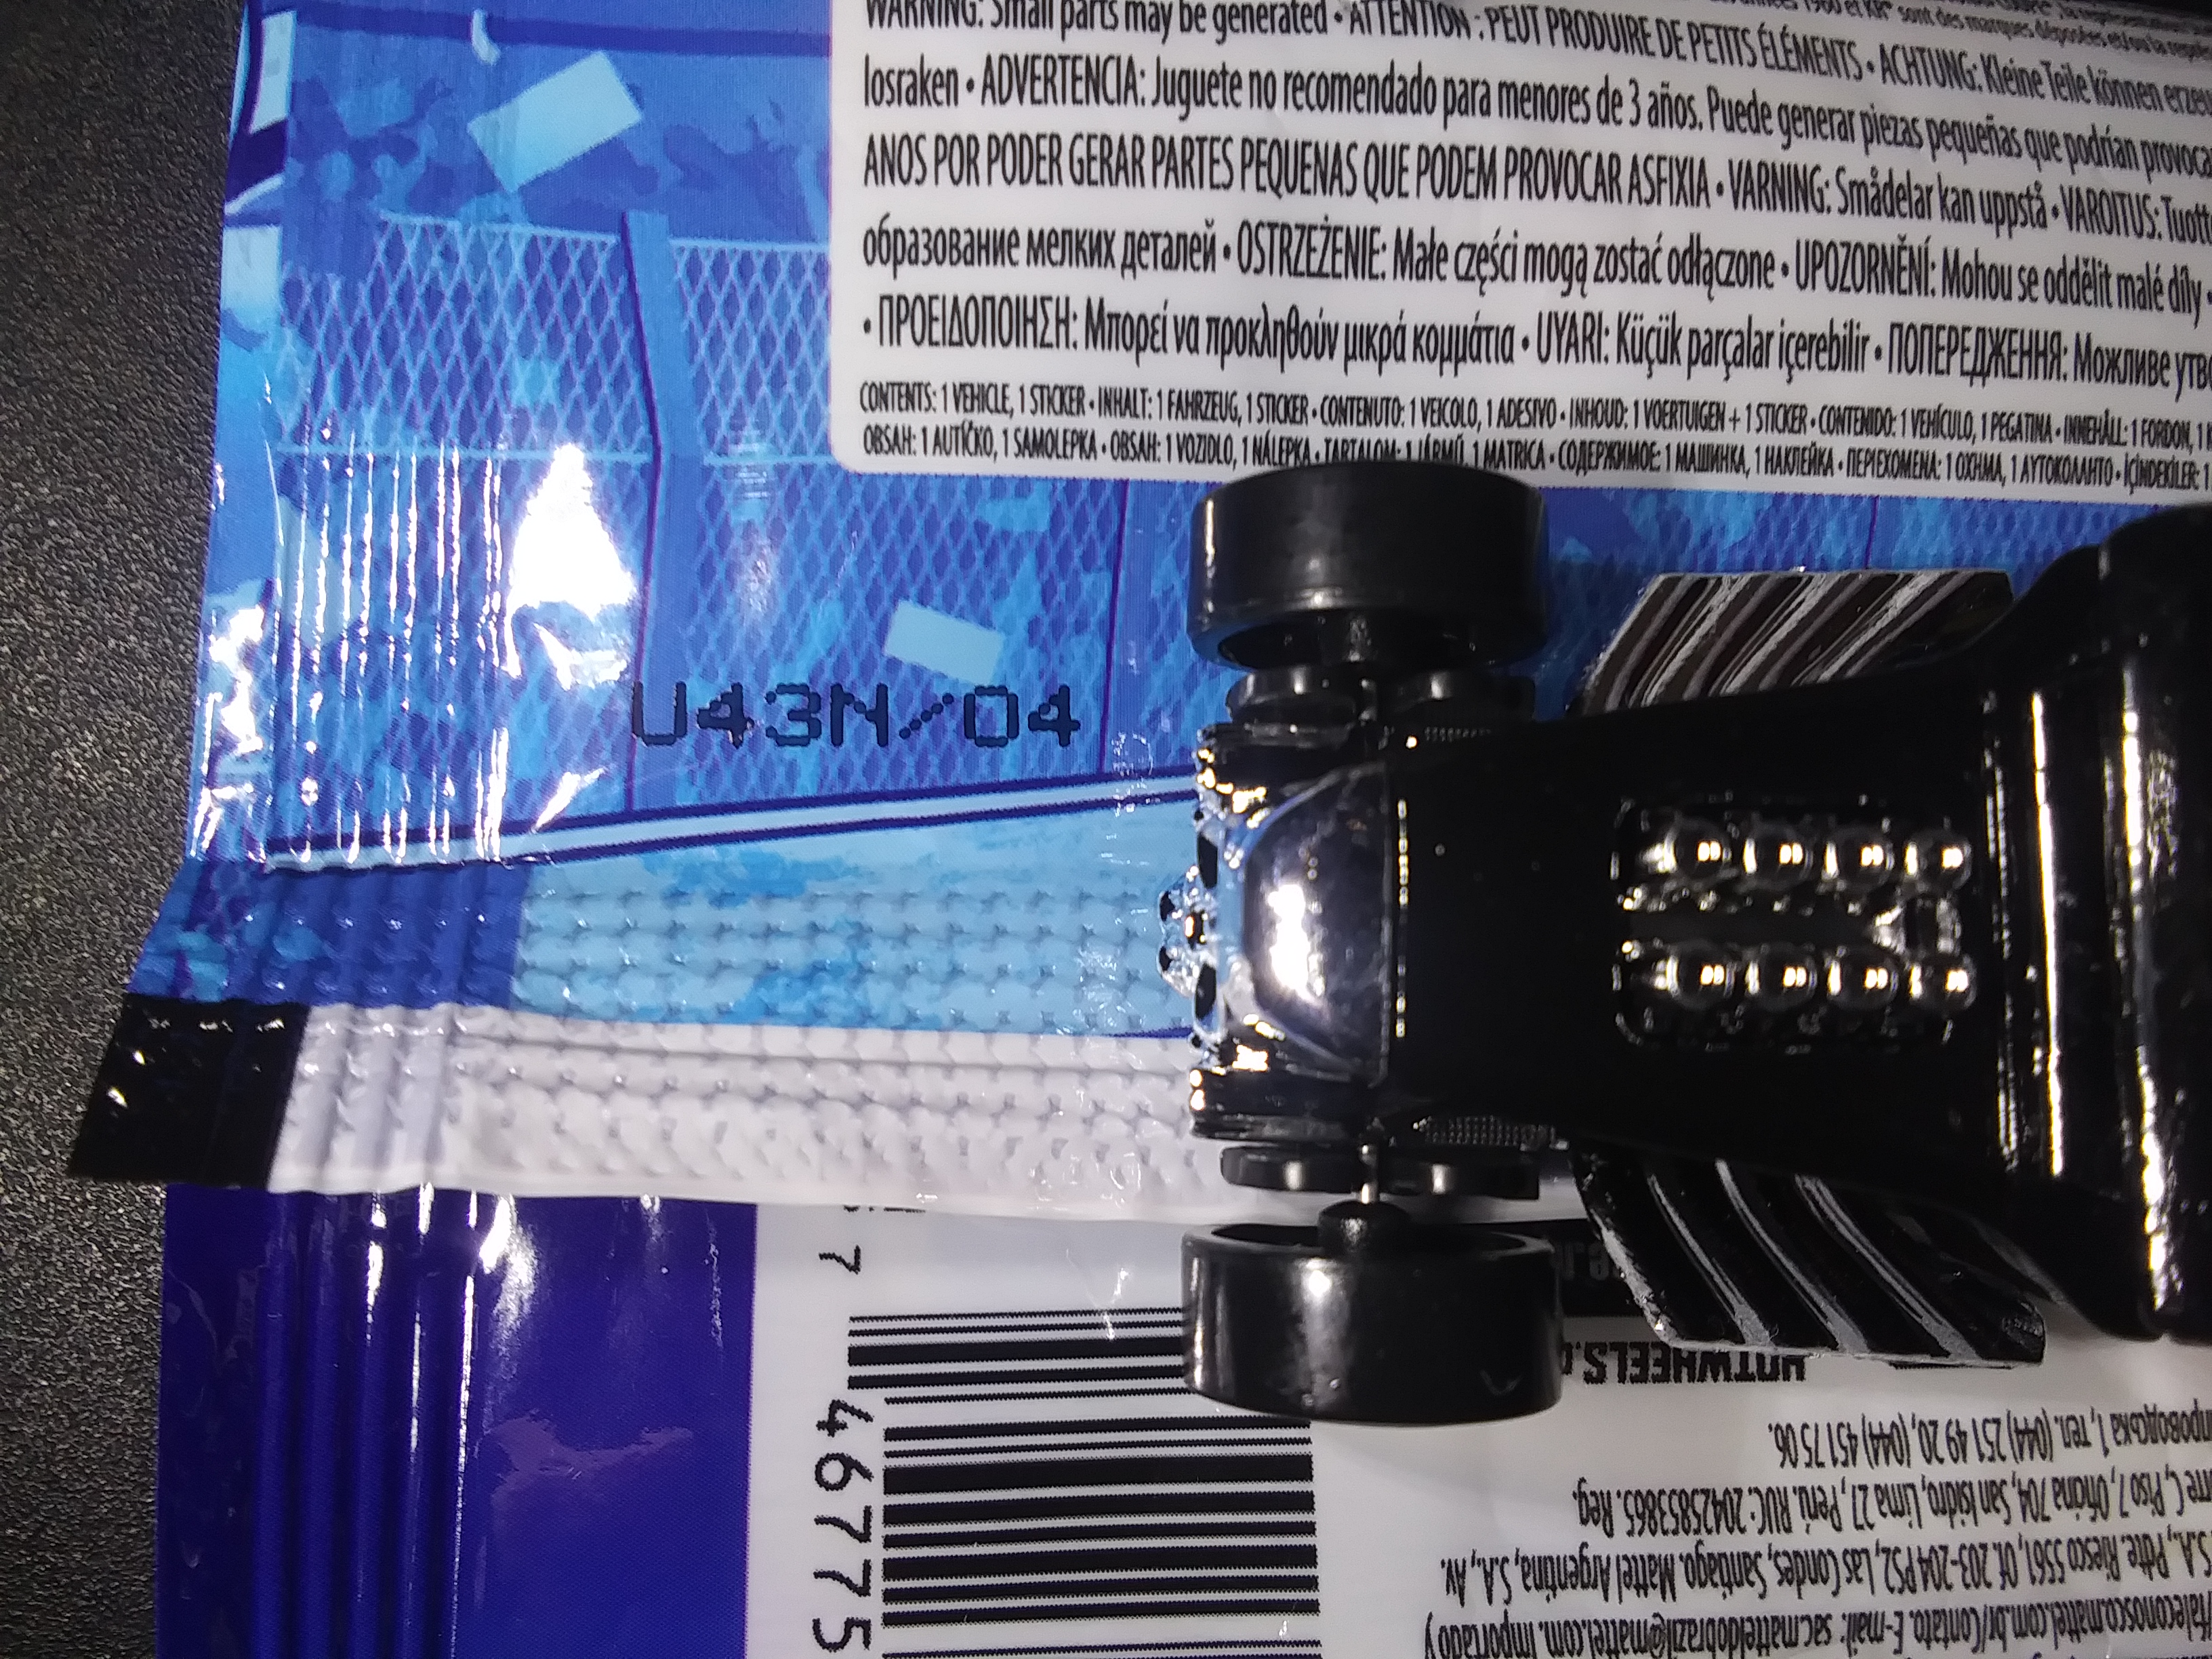 WARNING: Small parts may be generated • ATTENTION : PEUT PRODUIRE DE PETITS ÉLÉMENTS • ACHTUNG: Kleine Teile können
losraken • ADVERTENCIA: Juguete no recomendado para menores de 3 años. Puede generar piezas pequeñas que podrían
ANOS POR PODER GERAR PARTES PEQUENAS QUE PODEM PROVOCAR ASFIXIA • VARNING: Smådelar kan uppstå • VAROITUS:
образование мелких деталей • OSTRZEŻENIE: Małe części mogą zostać odłączone • UPOZORNĚNÍ: Mohou se oddělit malé díly •
• ΠΡΟΕΙΔΟΠΟΙΗΣΗ: Μπορεί να προκληθούν μικρά κομμάτια • UYARI: Küçük parçalar içerebilir • ПОПЕРЕДЖЕННЯ: Можливе
CONTENTS: 1 VEHICLE, 1 STICKER • INHALT: 1 FAHRZEUG, 1 STICKER • CONTENUTO: 1 VEICOLO, 1 ADESIVO • INHOUD: 1 VOERTUIGEN + 1 STICKER • CONTENIDO: 1 VEHÍCULO, 1 PEGATINA • INNEHÅLL: 1 FORDON,
OBSAH: 1 AUTÍČKO, 1 SAMOLEPKA • OBSAH: 1 VOZIDLO, 1 NÁLEPKA • TARTALOM: 1 JÁRMŰ, 1 MATRICA • СОДЕРЖИМОЕ: 1 МАШИНКА, 1 НАКЛЕЙКА • ΠΕΡΙΕΧΟΜΕΝΑ: 1 ΟΧΗΜΑ, 1 ΑΥΤΟΚΟΛΛΗΤΟ • İÇİNDEKİLER:
U43N/04
7
46775
HOTWHEELS.
1, тел. (044) 251 49 20, (044) 451 75 06.
C, Piso 7, Oficina 704, San Isidro, Lima 27, Perú. RUC: 20425853865. Reg.
S.A., Pdte. Riesco 5561, Of. 203-204 PS2, Las Condes, Santiago. Mattel Argentina, S.A., Av.
faleconosco.mattel.com.br/Contato. E-mail: sac.matteldobrazil@mattel.com. Importado y